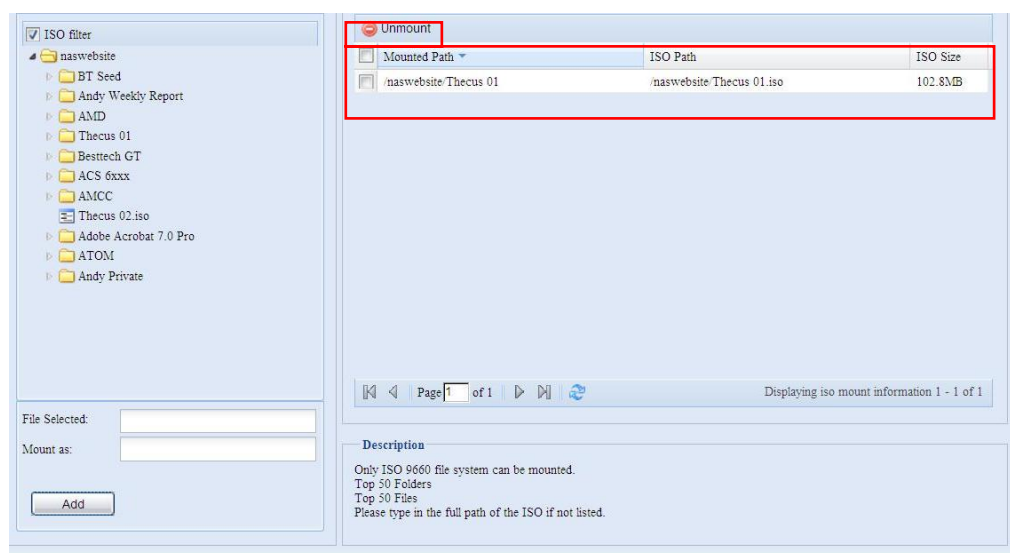 ISO filter
naswebsite
BT Seed
Andy Weekly Report
AMD
Thecus 01
Besttech GT
ACS 6xxx
AMCC
Thecus 02.iso
Adobe Acrobat 7.0 Pro
ATOM
Andy Private
File Selected:
Mount as:
Add
Unmount
Mounted Path ISO Path ISO Size
/naswebsite/Thecus 01 /naswebsite/Thecus 01.iso 102.8MB
Page 1 of 1 Displaying iso mount information 1 - 1 of 1
Description
Only ISO 9660 file system can be mounted.
Top 50 Folders
Top 50 Files
Please type in the full path of the ISO if not listed.